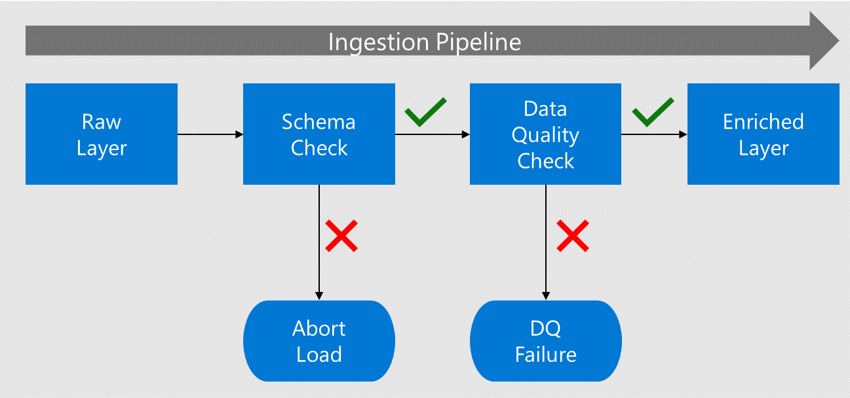 Ingestion Pipeline
Raw
Layer
Schema
Check
Data
Quality
Check
Enriched
Layer
Abort
Load
DQ
Failure